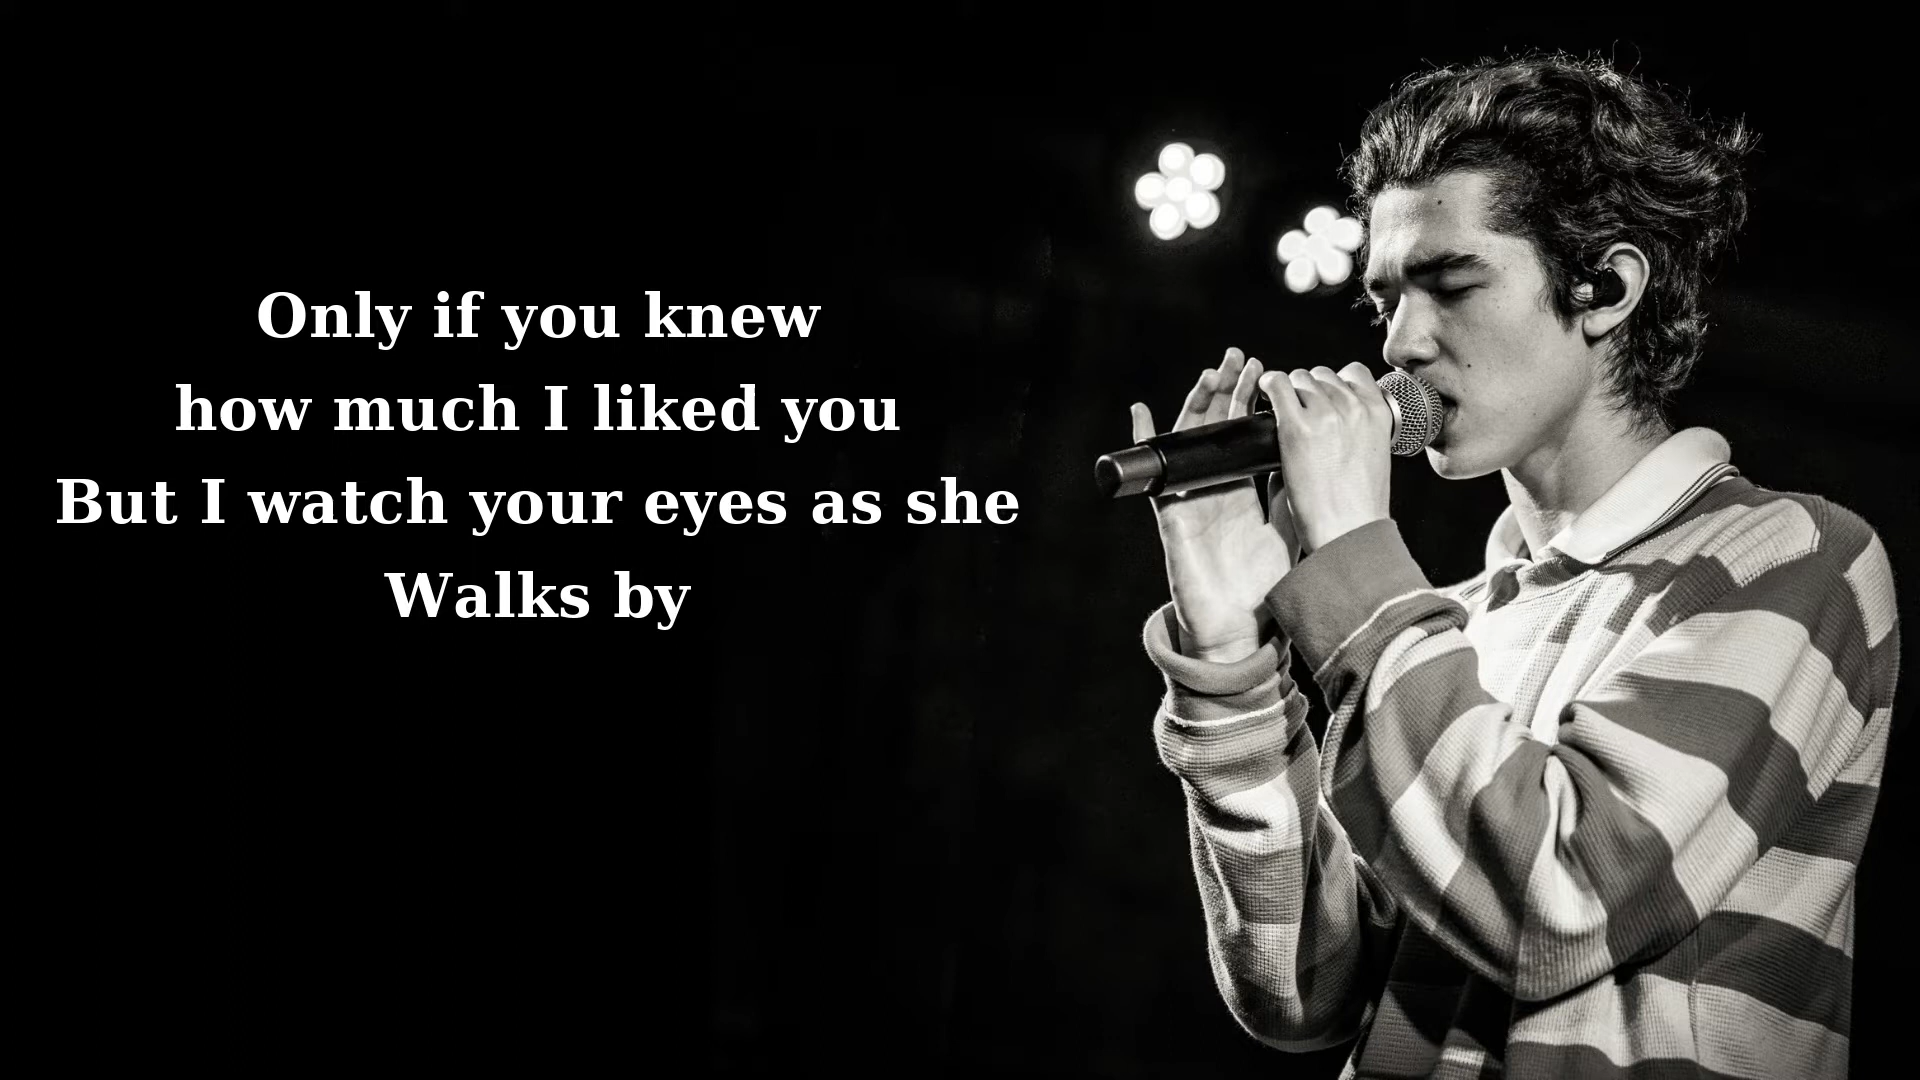 Only if you knew
how much I liked you
But I watch your eyes as she
Walks by